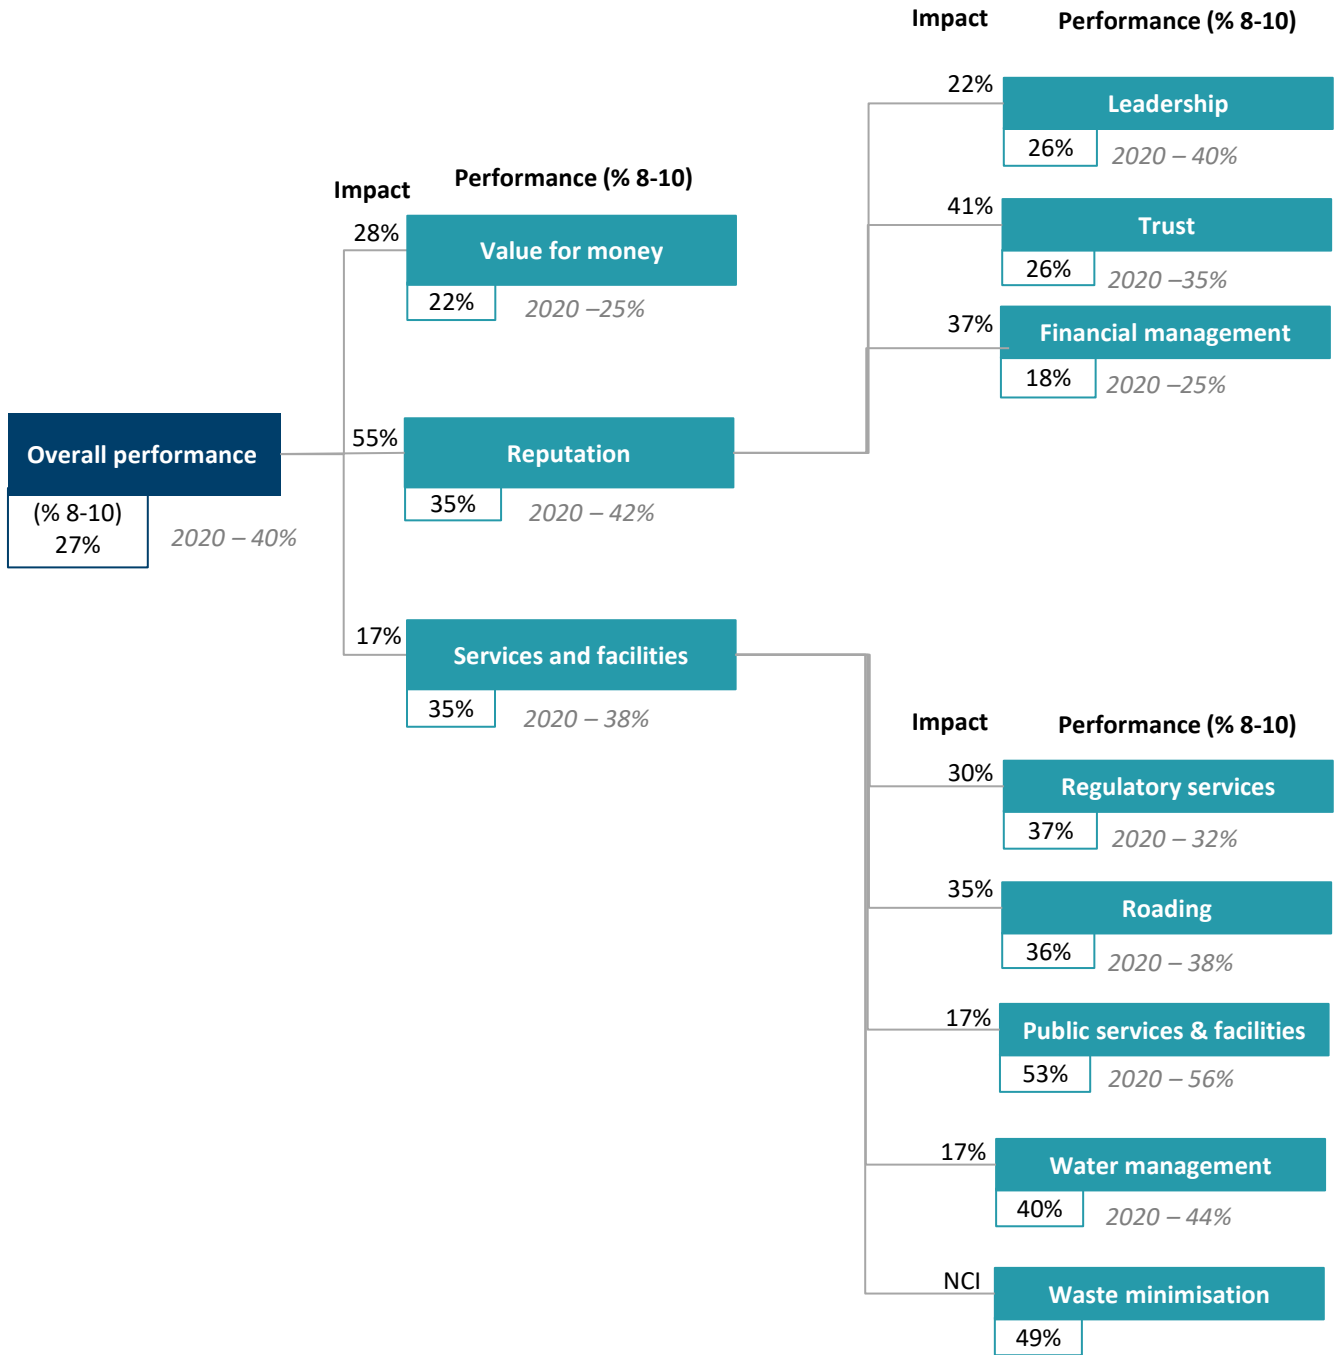 Impact Performance (% 8-10)
22% Leadership
26% 2020 – 40%
41% Trust
26% 2020 –35%
37% Financial management
18% 2020 –25%
Impact Performance (% 8-10)
28% Value for money
22% 2020 –25%
55% Reputation
35% 2020 – 42%
Overall performance
(% 8-10)
27%
2020 – 40%
17% Services and facilities
35% 2020 – 38%
Impact Performance (% 8-10)
30% Regulatory services
37% 2020 – 32%
35% Roading
36% 2020 – 38%
17% Public services & facilities
53% 2020 – 56%
17% Water management
40% 2020 – 44%
NCI Waste minimisation
49%